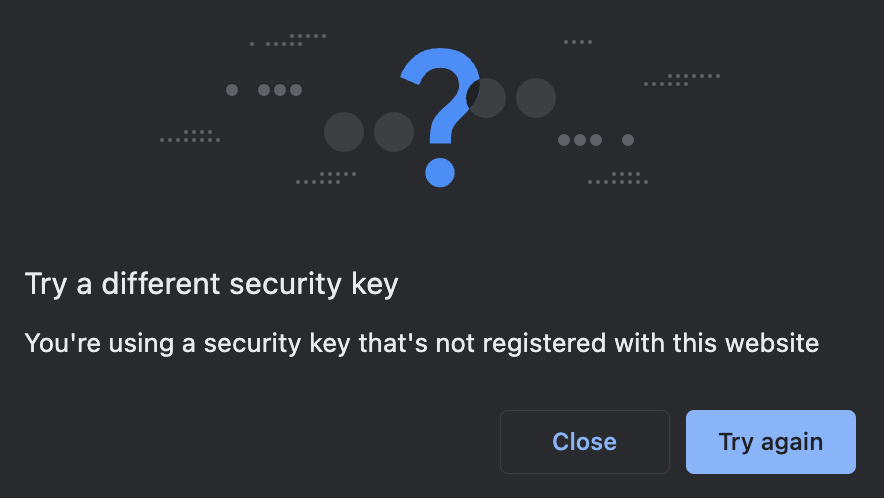 Try a different security key
You're using a security key that's not registered with this website
Close
Try again